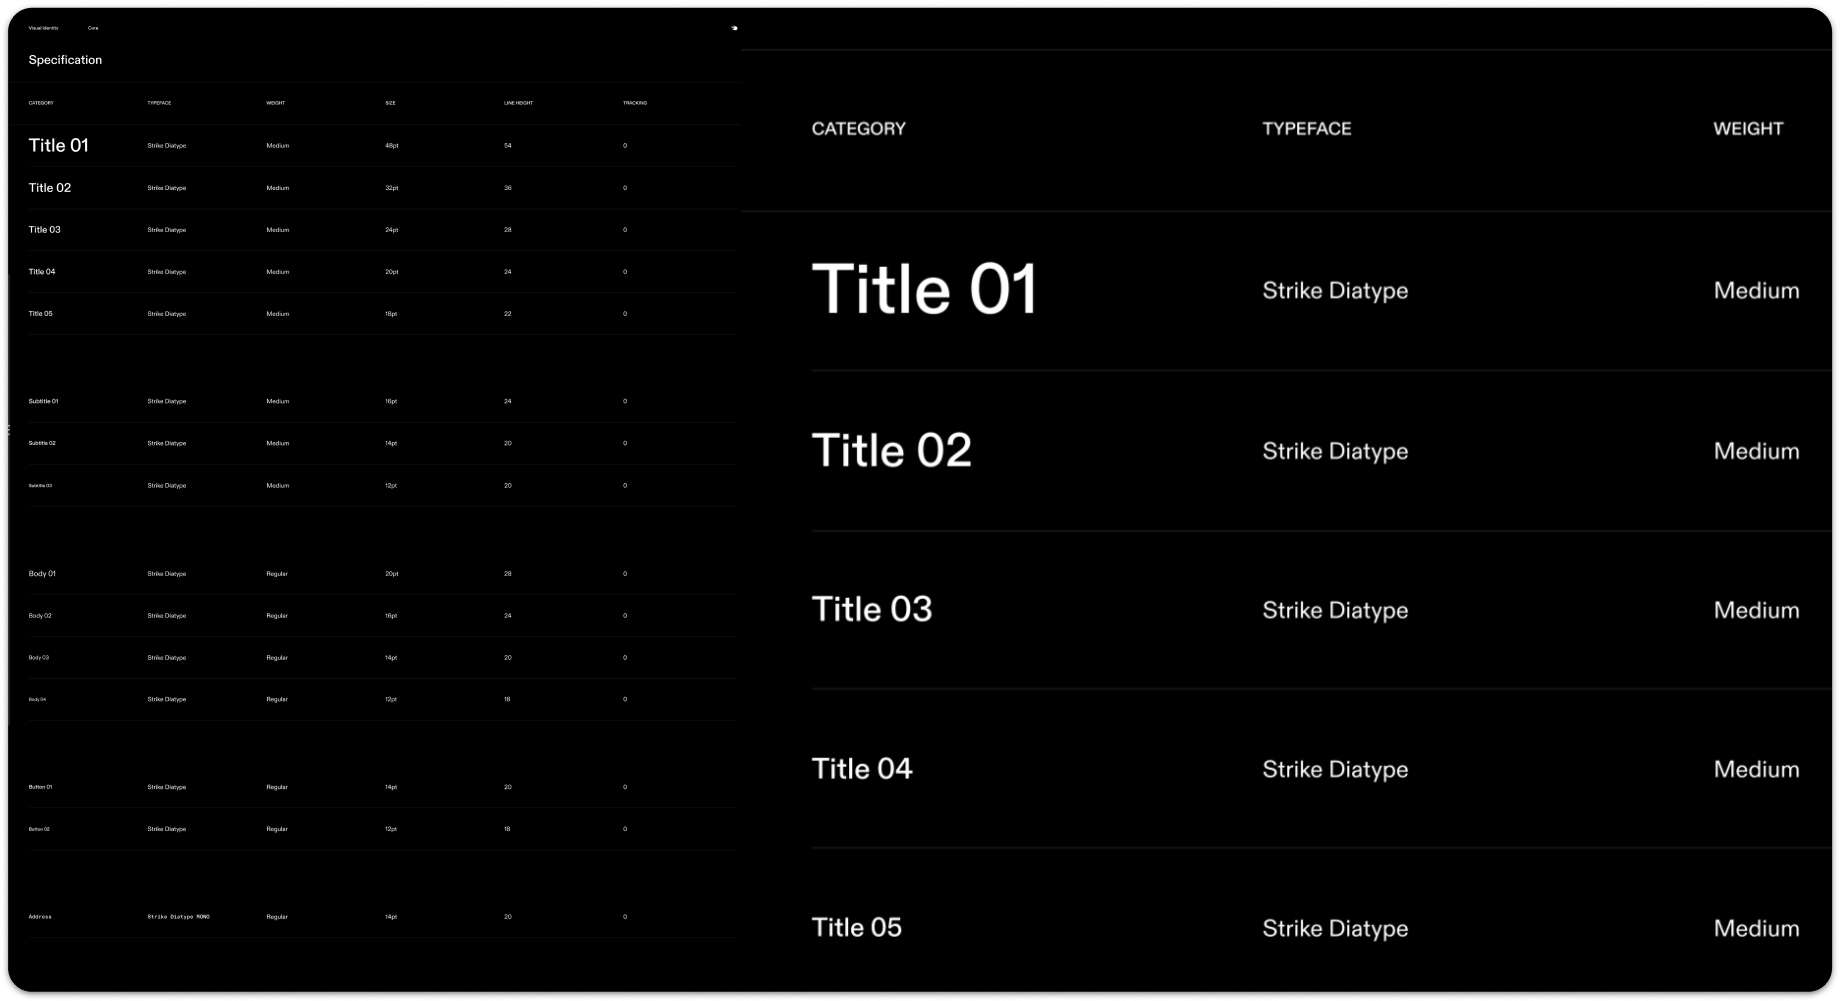 Visual Identity Core
Specification
CATEGORY TYPEFACE WEIGHT SIZE LINE HEIGHT TRACKING
Title 01 Strike Diatype Medium 48pt 54 0
Title 02 Strike Diatype Medium 32pt 36 0
Title 03 Strike Diatype Medium 24pt 28 0
Title 04 Strike Diatype Medium 20pt 24 0
Title 05 Strike Diatype Medium 18pt 22 0
Subtitle 01 Strike Diatype Medium 16pt 24 0
Subtitle 02 Strike Diatype Medium 14pt 20 0
Subtitle 03 Strike Diatype Medium 12pt 20 0
Body 01 Strike Diatype Regular 20pt 28 0
Body 02 Strike Diatype Regular 16pt 24 0
Body 03 Strike Diatype Regular 14pt 20 0
Body 04 Strike Diatype Regular 12pt 18 0
Button 01 Strike Diatype Regular 14pt 20 0
Button 02 Strike Diatype Regular 12pt 18 0
Address Strike Diatype MONO Regular 14pt 20 0
CATEGORY TYPEFACE WEIGHT
Title 01 Strike Diatype Medium
Title 02 Strike Diatype Medium
Title 03 Strike Diatype Medium
Title 04 Strike Diatype Medium
Title 05 Strike Diatype Medium